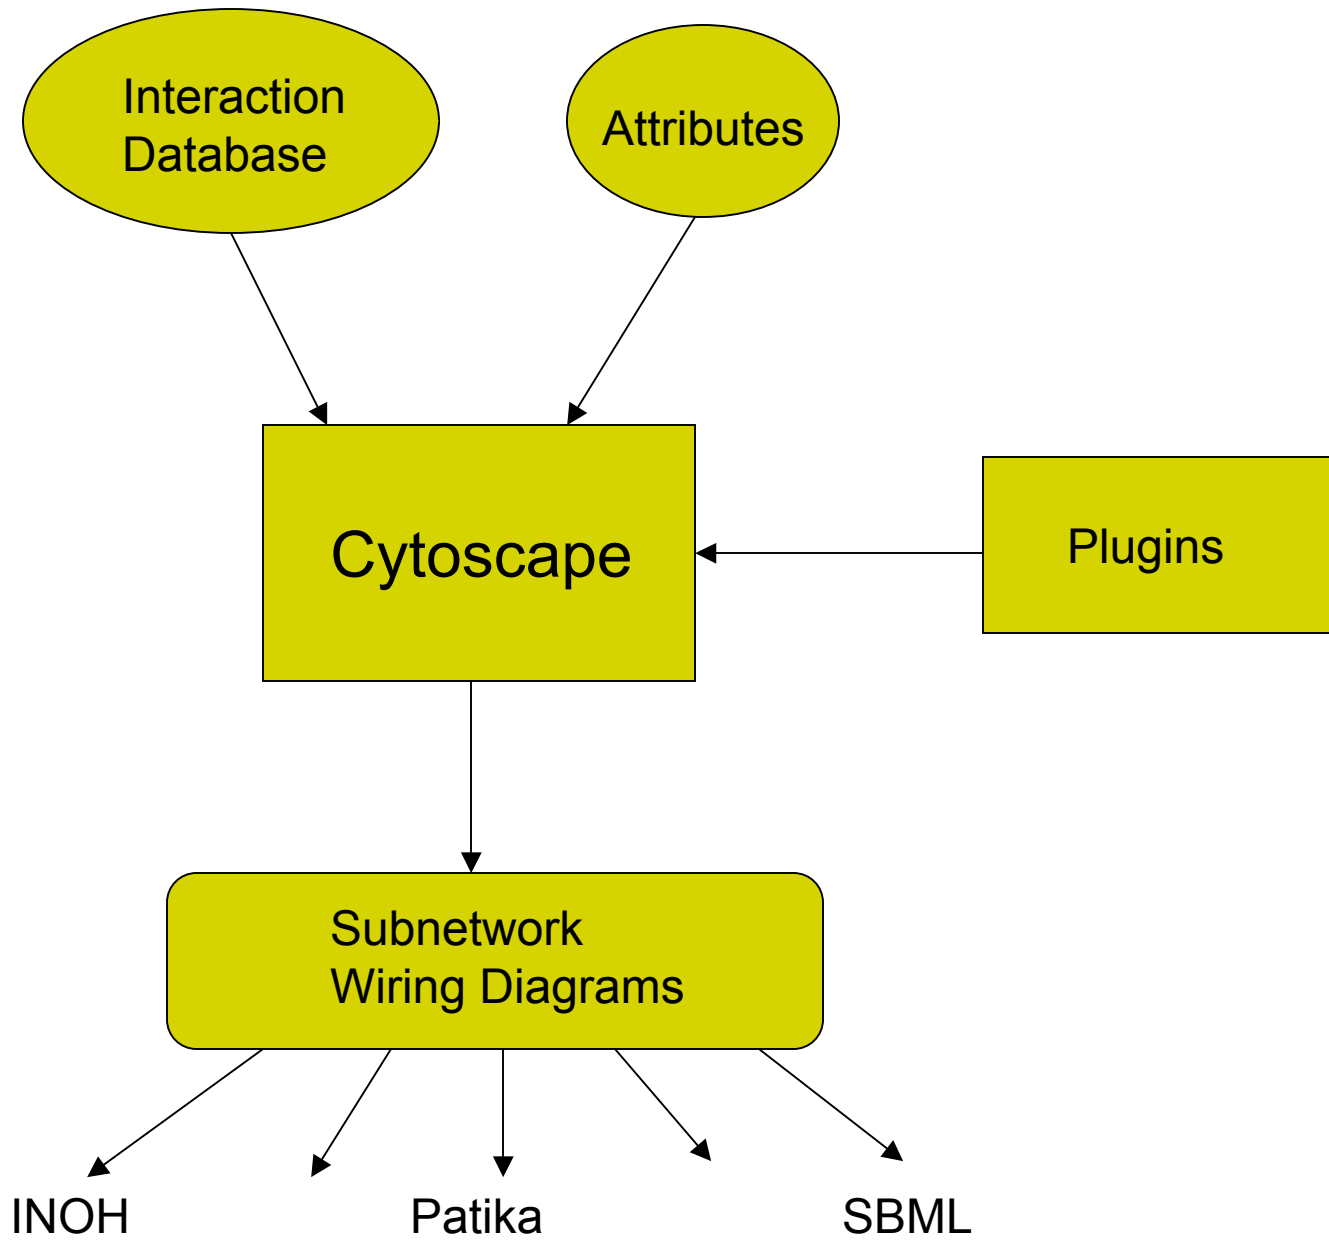 Interaction
Database
Attributes
Cytoscape
Plugins
Subnetwork
Wiring Diagrams
INOH
Patika
SBML